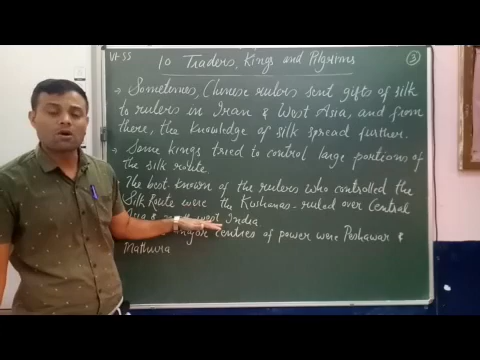 VI-SS
10 Traders, Kings and Pilgrims
3
→ Sometimes, Chinese rulers sent gifts of silk
to rulers in Iran & West Asia, and from
there, the knowledge of silk spread further.
→ Some kings tried to control large portions of
the silk route.
The best known of the rulers who controlled the
Silk Route were the Kushanas - ruled over Central
Asia & north west India
major centres of power were Peshawar &
Mathura